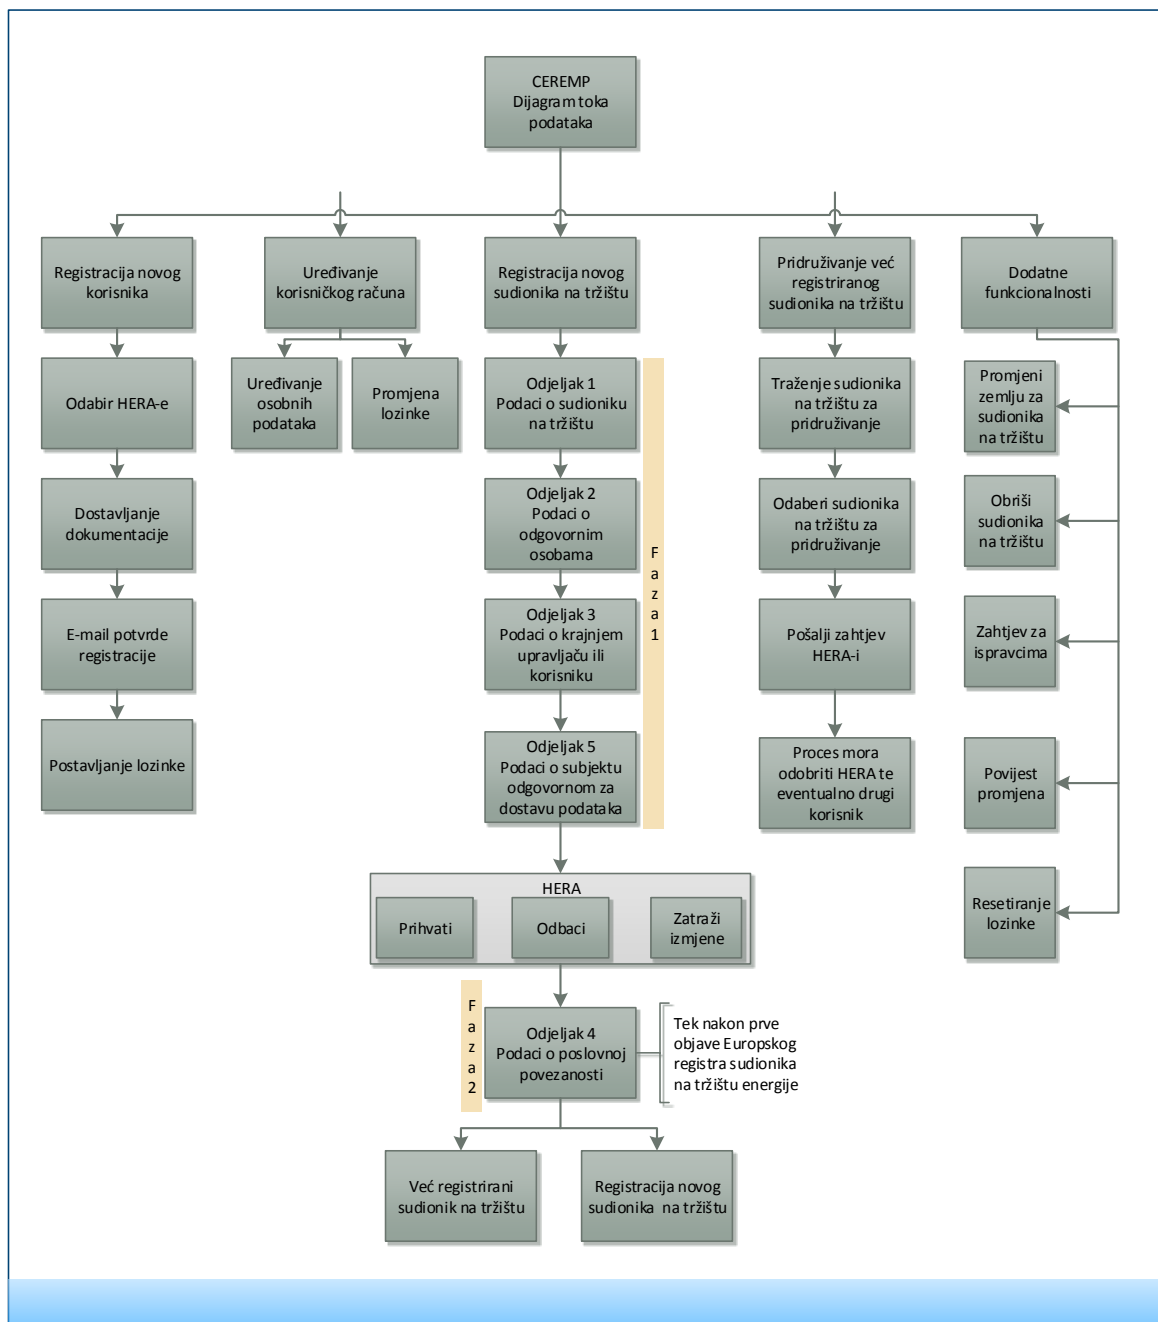 CEREMP
Dijagram toka
podataka
Registracija novog
korisnika
Uređivanje
korisničkog računa
Registracija novog
sudionika na tržištu
Pridruživanje već
registriranog
sudionika na tržištu
Dodatne
funkcionalnosti
Odabir HERA-e
Dostavljanje
dokumentacije
E-mail potvrde
registracije
Postavljanje lozinke
Uređivanje
osobnih
podataka
Promjena
lozinke
Odjeljak 1
Podaci o sudioniku
na tržištu
Odjeljak 2
Podaci o
odgovornim
osobama
Odjeljak 3
Podaci o krajnjem
upravljaču ili
korisniku
Odjeljak 5
Podaci o subjektu
odgovornom za
dostavu podataka
F
a
z
a
1
Traženje sudionika
na tržištu za
pridruživanje
Odaberi sudionika
na tržištu za
pridruživanje
Pošalji zahtjev
HERA-i
Proces mora
odobriti HERA te
eventualno drugi
korisnik
Promjeni
zemlju za
sudionika
na tržištu
Obriši
sudionika
na tržištu
Zahtjev za
ispravcima
Povijest
promjena
Resetiranje
lozinke
HERA
Prihvati
Odbaci
Zatraži
izmjene
F
a
z
a
2
Odjeljak 4
Podaci o poslovnoj
povezanosti
Tek nakon prve
objave Europskog
registra sudionika
na tržištu energije
Već registrirani
sudionik na tržištu
Registracija novog
sudionika na tržištu